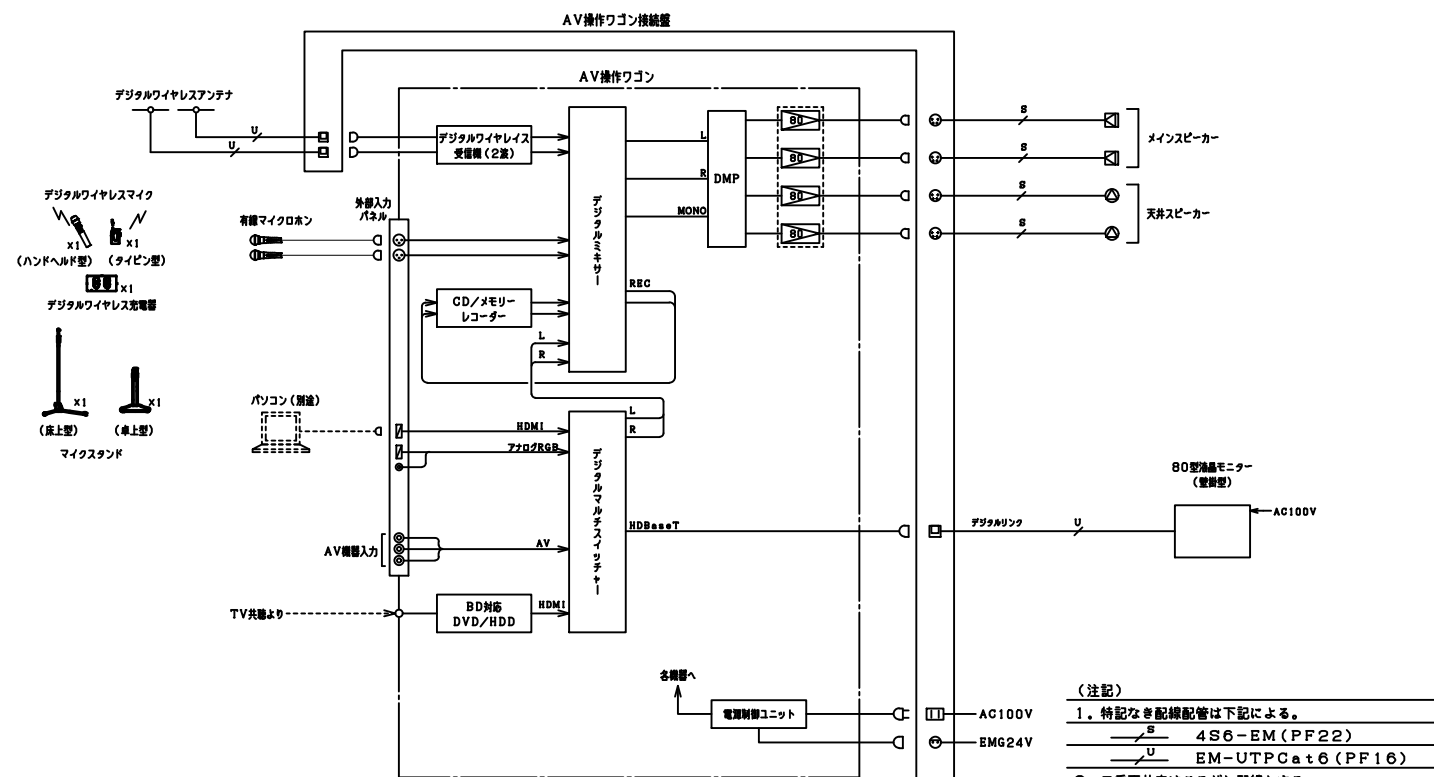 AV操作ワゴン接続盤
AV操作ワゴン
デジタルワイヤレスアンテナ
U
U
デジタルワイヤレイス
受信機(2波)
デジタルミキサー
L
R
MONO
DMP
80
80
80
80
S
S
S
S
メインスピーカー
天井スピーカー
デジタルワイヤレスマイク
x1
x1
(ハンドヘルド型)
(タイピン型)
x1
デジタルワイヤレス充電器
x1
x1
(床上型)
(卓上型)
マイクスタンド
有線マイクロホン
外部入力
パネル
CD/メモリー
レコーダー
REC
L
R
パソコン(別途)
HDMI
アナログRGB
L
R
デジタルマルチスイッチャー
AV機器入力
AV
TV共聴より
BD対応
DVD/HDD
HDMI
HDBaseT
デジタルリンク
U
80型液晶モニター
(壁掛型)
AC100V
各機器へ
電源制御ユニット
AC100V
EMG24V
(注記)
1.特記なき配線配管は下記による。
S 4S6-EM(PF22)
U EM-UTPCat6(PF16)